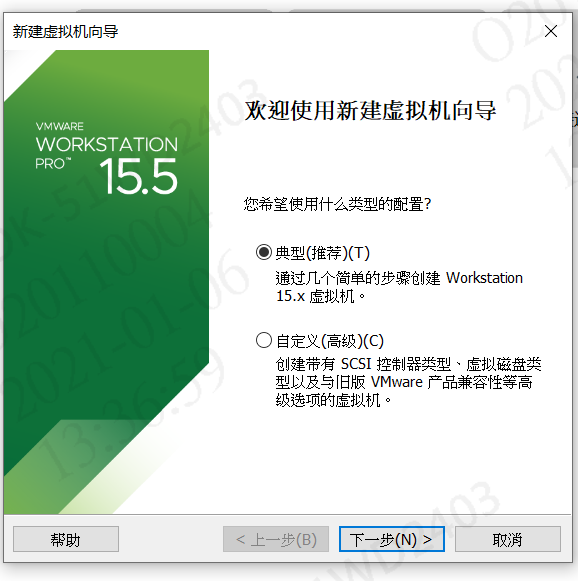 新建虚拟机向导
VMWARE
WORKSTATION
PRO™
15.5
欢迎使用新建虚拟机向导
您希望使用什么类型的配置?
典型(推荐)(T)
通过几个简单的步骤创建 Workstation
15.x 虚拟机。
自定义(高级)(C)
创建带有 SCSI 控制器类型、虚拟磁盘类
型以及与旧版 VMware 产品兼容性等高
级选项的虚拟机。
帮助
< 上一步(B)
下一步(N) >
取消
2021-01-06
13:36:59